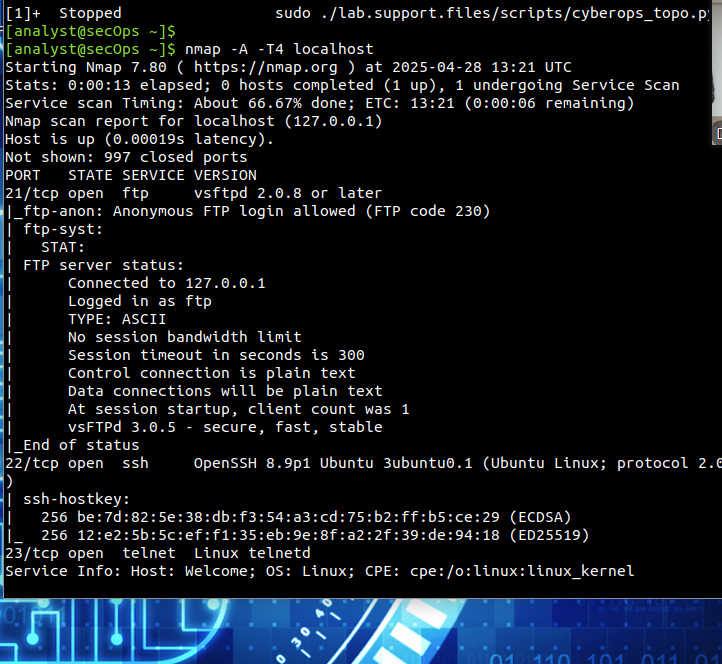 [1]+  Stopped                 sudo ./lab.support.files/scripts/cyberops_topo.py
[analyst@secOps ~]$
[analyst@secOps ~]$ nmap -A -T4 localhost
Starting Nmap 7.80 ( https://nmap.org ) at 2025-04-28 13:21 UTC
Stats: 0:00:13 elapsed; 0 hosts completed (1 up), 1 undergoing Service Scan
Service scan Timing: About 66.67% done; ETC: 13:21 (0:00:06 remaining)
Nmap scan report for localhost (127.0.0.1)
Host is up (0.00019s latency).
Not shown: 997 closed ports
PORT   STATE SERVICE VERSION
21/tcp open  ftp     vsftpd 2.0.8 or later
|_ftp-anon: Anonymous FTP login allowed (FTP code 230)
| ftp-syst:
|   STAT:
| FTP server status:
|      Connected to 127.0.0.1
|      Logged in as ftp
|      TYPE: ASCII
|      No session bandwidth limit
|      Session timeout in seconds is 300
|      Control connection is plain text
|      Data connections will be plain text
|      At session startup, client count was 1
|      vsFTPd 3.0.5 - secure, fast, stable
|_End of status
22/tcp open  ssh     OpenSSH 8.9p1 Ubuntu 3ubuntu0.1 (Ubuntu Linux; protocol 2.0
)
| ssh-hostkey:
|   256 be:7d:82:5e:38:db:f3:54:a3:cd:75:b2:ff:b5:ce:29 (ECDSA)
|_  256 12:e2:5b:5c:ef:f1:35:eb:9e:8f:a2:2f:39:de:94:18 (ED25519)
23/tcp open  telnet  Linux telnetd
Service Info: Host: Welcome; OS: Linux; CPE: cpe:/o:linux:linux_kernel